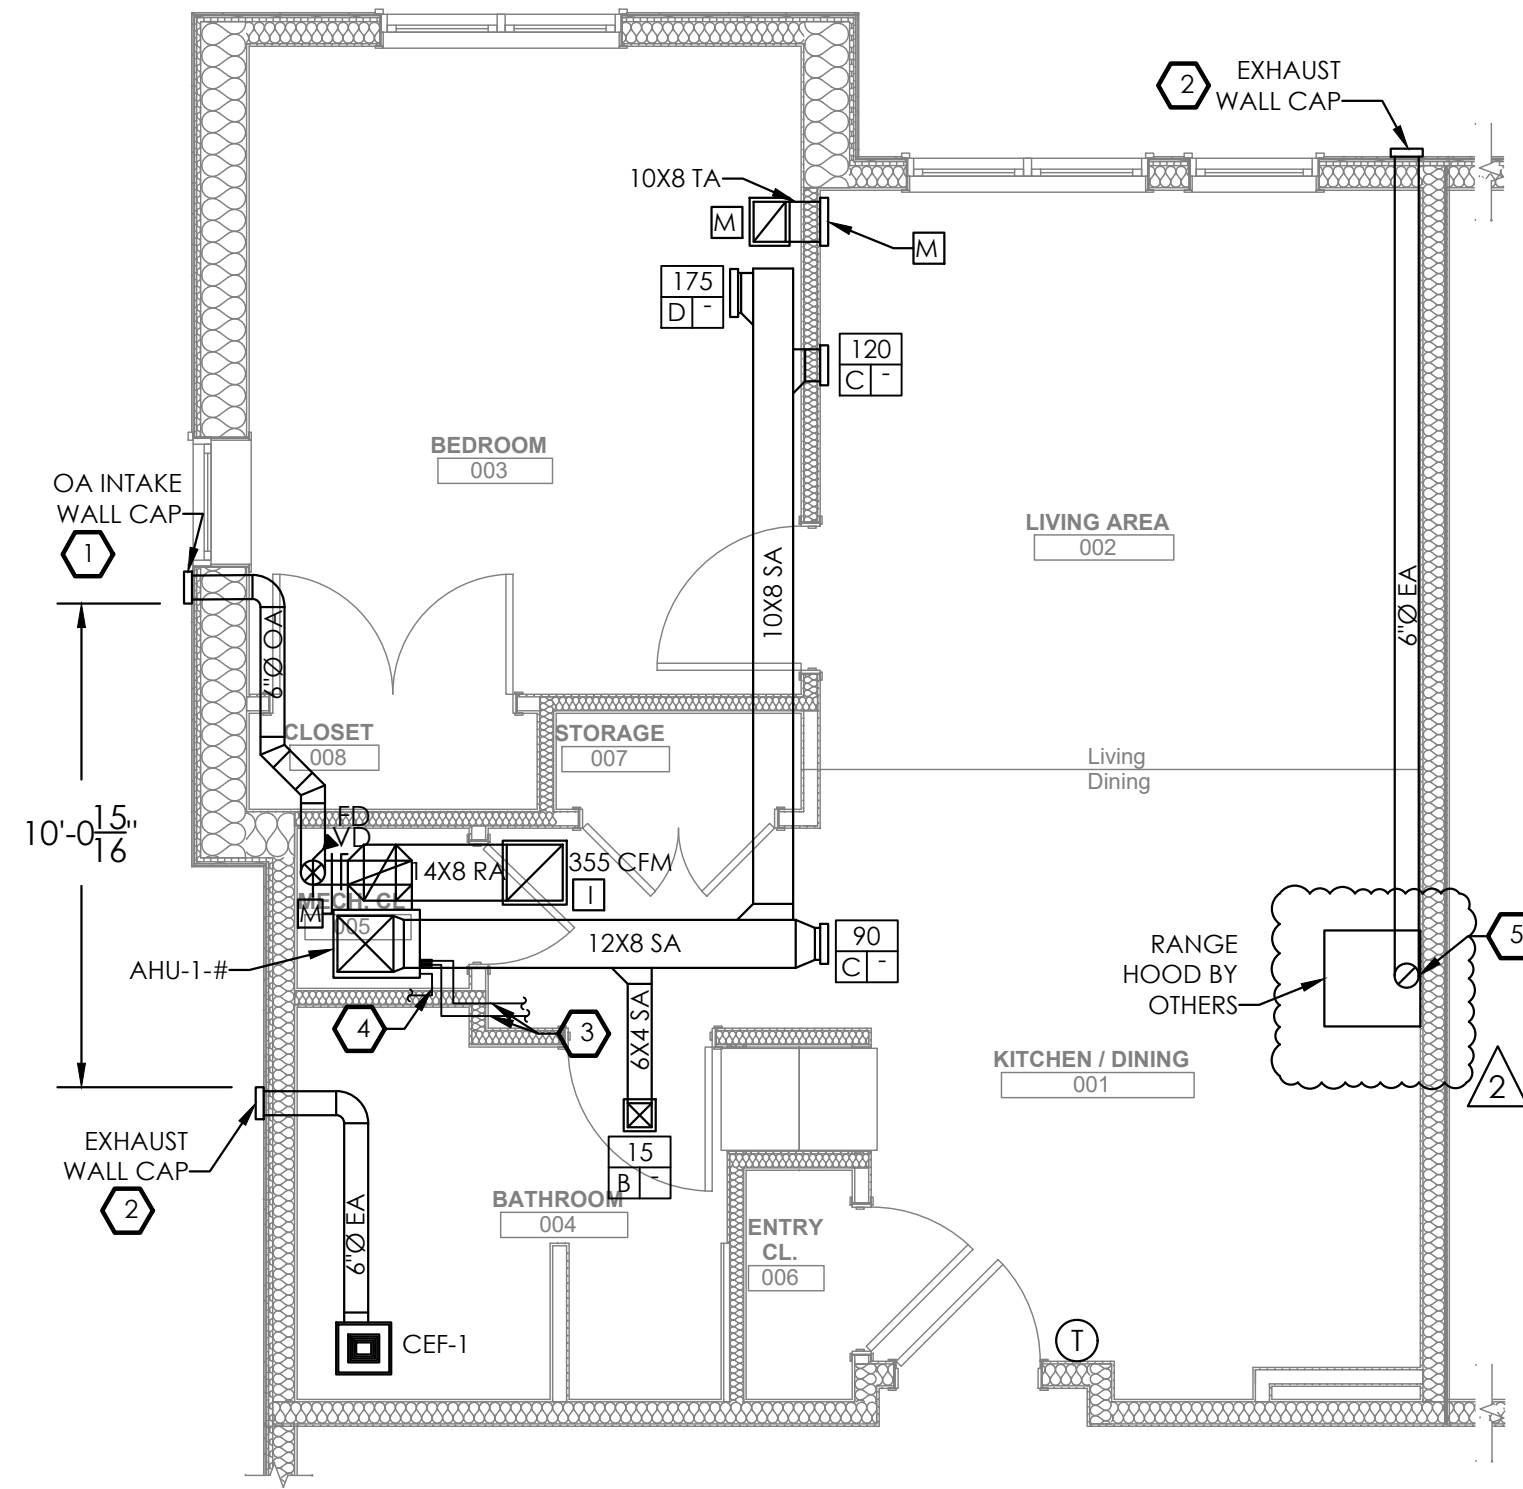 2
EXHAUST
WALL CAP
10X8 TA
M
M
175
D -
120
C -
BEDROOM
003
OA INTAKE
WALL CAP
1
LIVING AREA
002
10X8 SA
6"Ø EA
6"Ø OA
CLOSET
008
STORAGE
007
Living
Dining
10'-0 15/16"
FD
VD
14X8 RA
355 CFM
I
M
MECH. CL
005
12X8 SA
90
C -
AHU-1-#
RANGE
HOOD BY
OTHERS
5
4
3
6X4 SA
KITCHEN / DINING
001
2
EXHAUST
WALL CAP
2
15
B -
BATHROOM
004
6"Ø EA
ENTRY
CL.
006
CEF-1
T